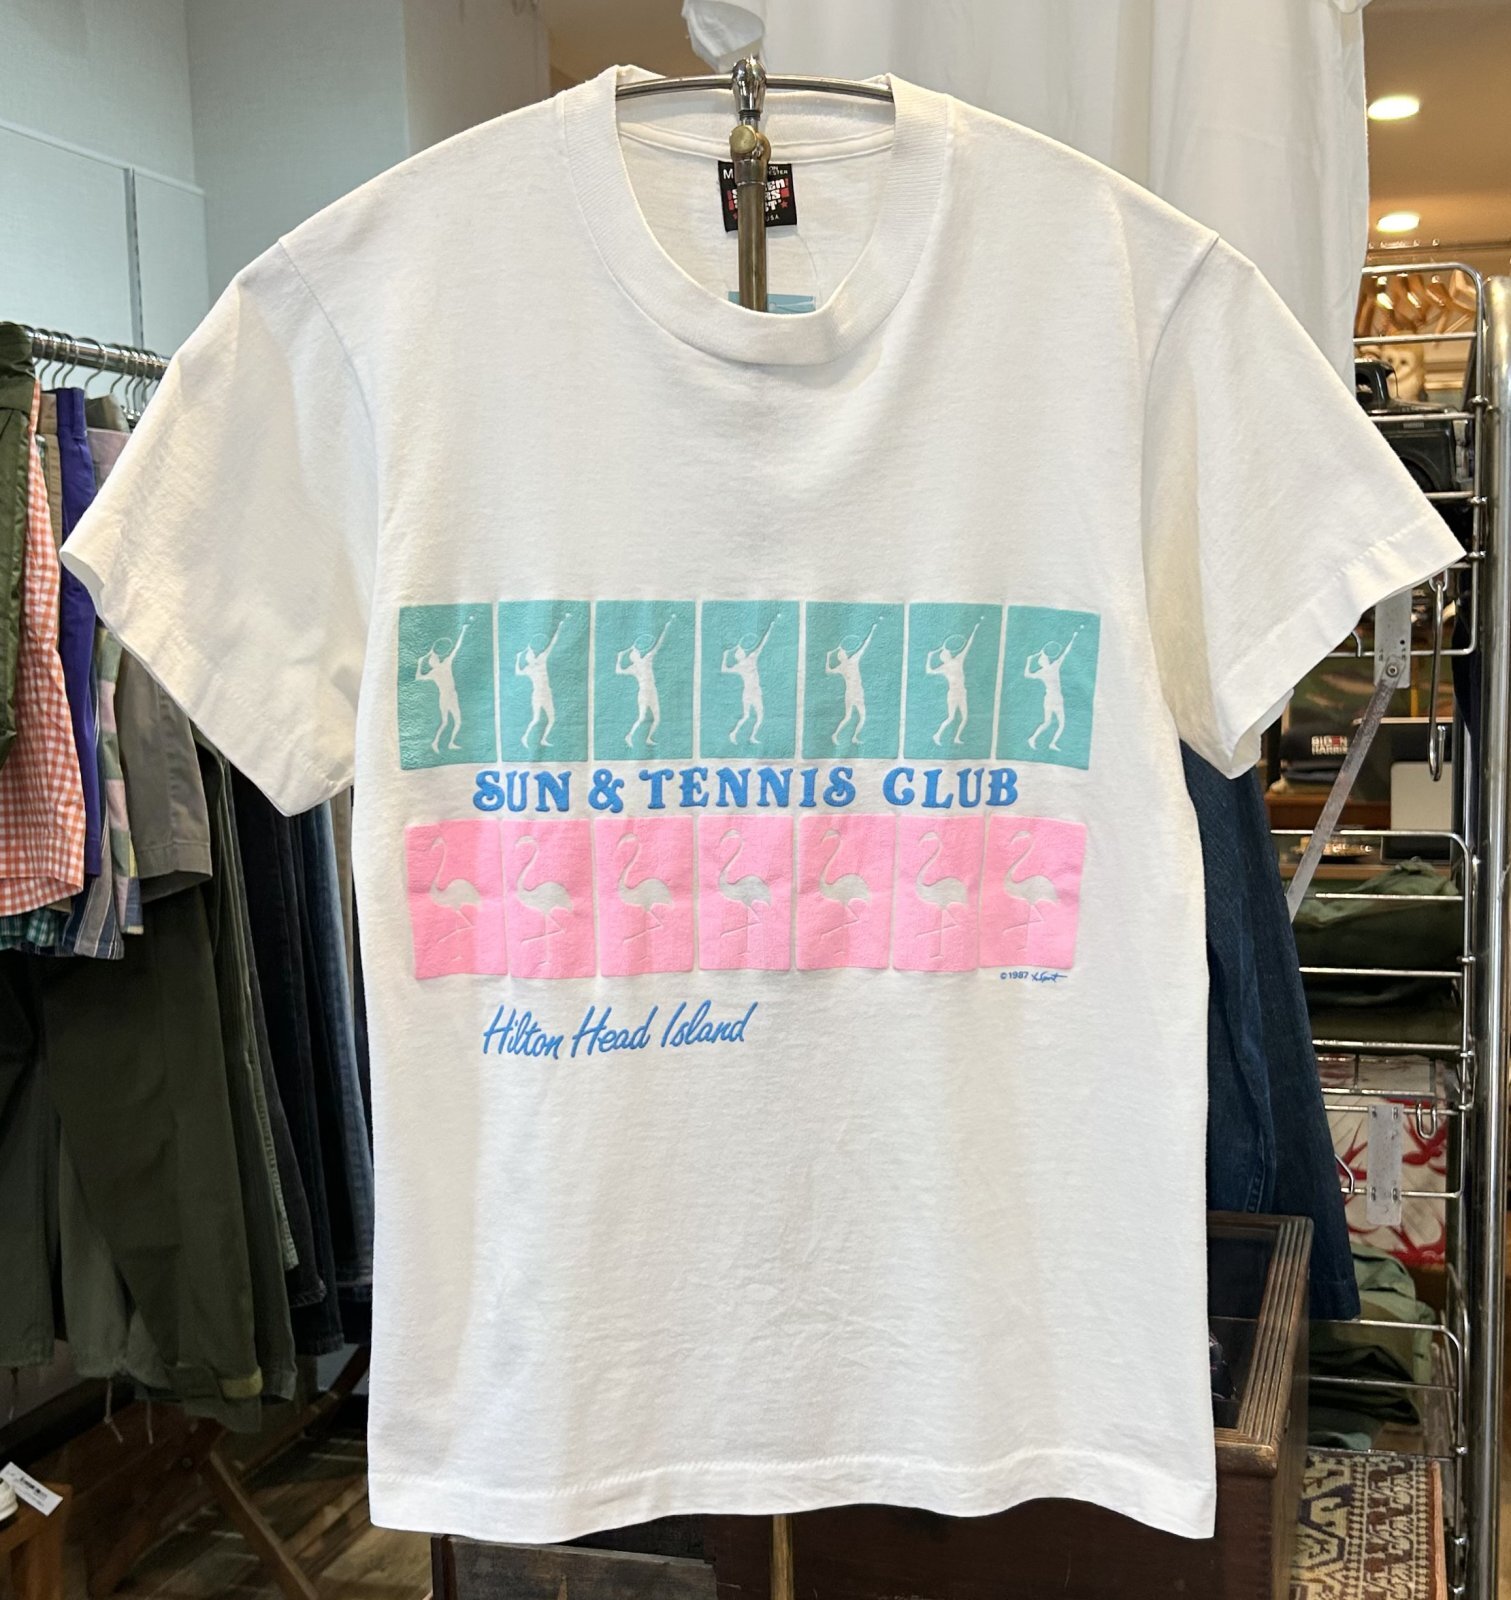 M
SUN & TENNIS CLUB
© 1987
Hilton Head Island